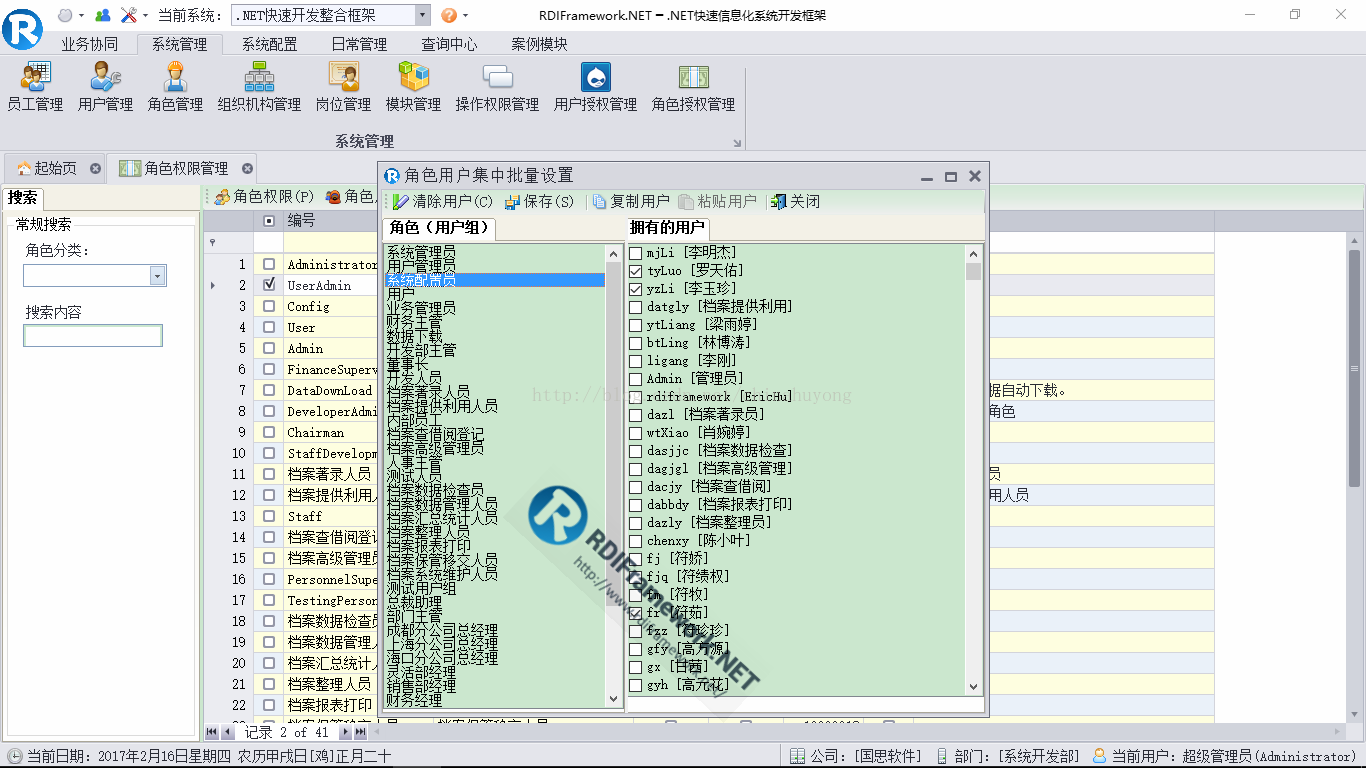 当前系统： .NET快速开发整合框架
RDIFramework.NET － .NET快速信息化系统开发框架
业务协同 系统管理 系统配置 日常管理 查询中心 案例模块
员工管理 用户管理 角色管理 组织机构管理 岗位管理 模块管理 操作权限管理 用户授权管理 角色授权管理
系统管理
起始页 角色权限管理
搜索
常规搜索
角色分类：
搜索内容
角色权限(P) 角色
编号
1 Administrator
2 UserAdmin
3 Config
4 User
5 Admin
6 FinanceSuperv
7 DataDownLoad 据自动下载。
8 DeveloperAdmi 角色
9 Chairman
10 StaffDevelopm
11 档案著录人员 员
12 档案提供利用人 用人员
13 Staff
14 档案查借阅登记
15 档案高级管理员
16 PersonnelSupe
17 TestingPerson
18 档案数据检查员
19 档案数据管理人
20 档案汇总统计人
21 档案整理人员
22 档案报表打印
记录 2 of 41
角色用户集中批量设置
清除用户(C) 保存(S) 复制用户 粘贴用户 关闭
角色（用户组）
系统管理员
用户管理员
系统配置员
用户
业务管理员
财务主管
数据下载
开发部主管
董事长
开发人员
档案著录人员
档案提供利用人员
内部员工
档案查借阅登记
档案高级管理员
人事主管
测试人员
档案数据检查员
档案数据管理人员
档案汇总统计人员
档案整理人员
档案报表打印
档案保管移交人员
档案系统维护人员
测试用户组
总裁助理
部门主管
成都分公司总经理
上海分公司总经理
海口分公司总经理
灵活部经理
销售部经理
财务经理
拥有的用户
mjLi [李明杰]
tyLuo [罗天佑]
yzLi [李玉珍]
datgly [档案提供利用]
ytLiang [梁雨婷]
btLing [林博涛]
ligang [李刚]
Admin [管理员]
rdiframework [EricHu]
dazl [档案著录员]
wtXiao [肖婉婷]
dasjjc [档案数据检查]
dagjgl [档案高级管理]
dacjy [档案查借阅]
dabbdy [档案报表打印]
dazly [档案整理员]
chenxy [陈小叶]
fj [符娇]
fjq [符绩权]
fm [符牧]
fr [符茹]
fzz [符珍珍]
gfy [高方源]
gx [甘茜]
gyh [高元花]
RDIFramework.NET
当前日期：2017年2月16日星期四 农历甲戌日[鸡]正月二十
公司：[国思软件] 部门：[系统开发部] 当前用户：超级管理员(Administrator)